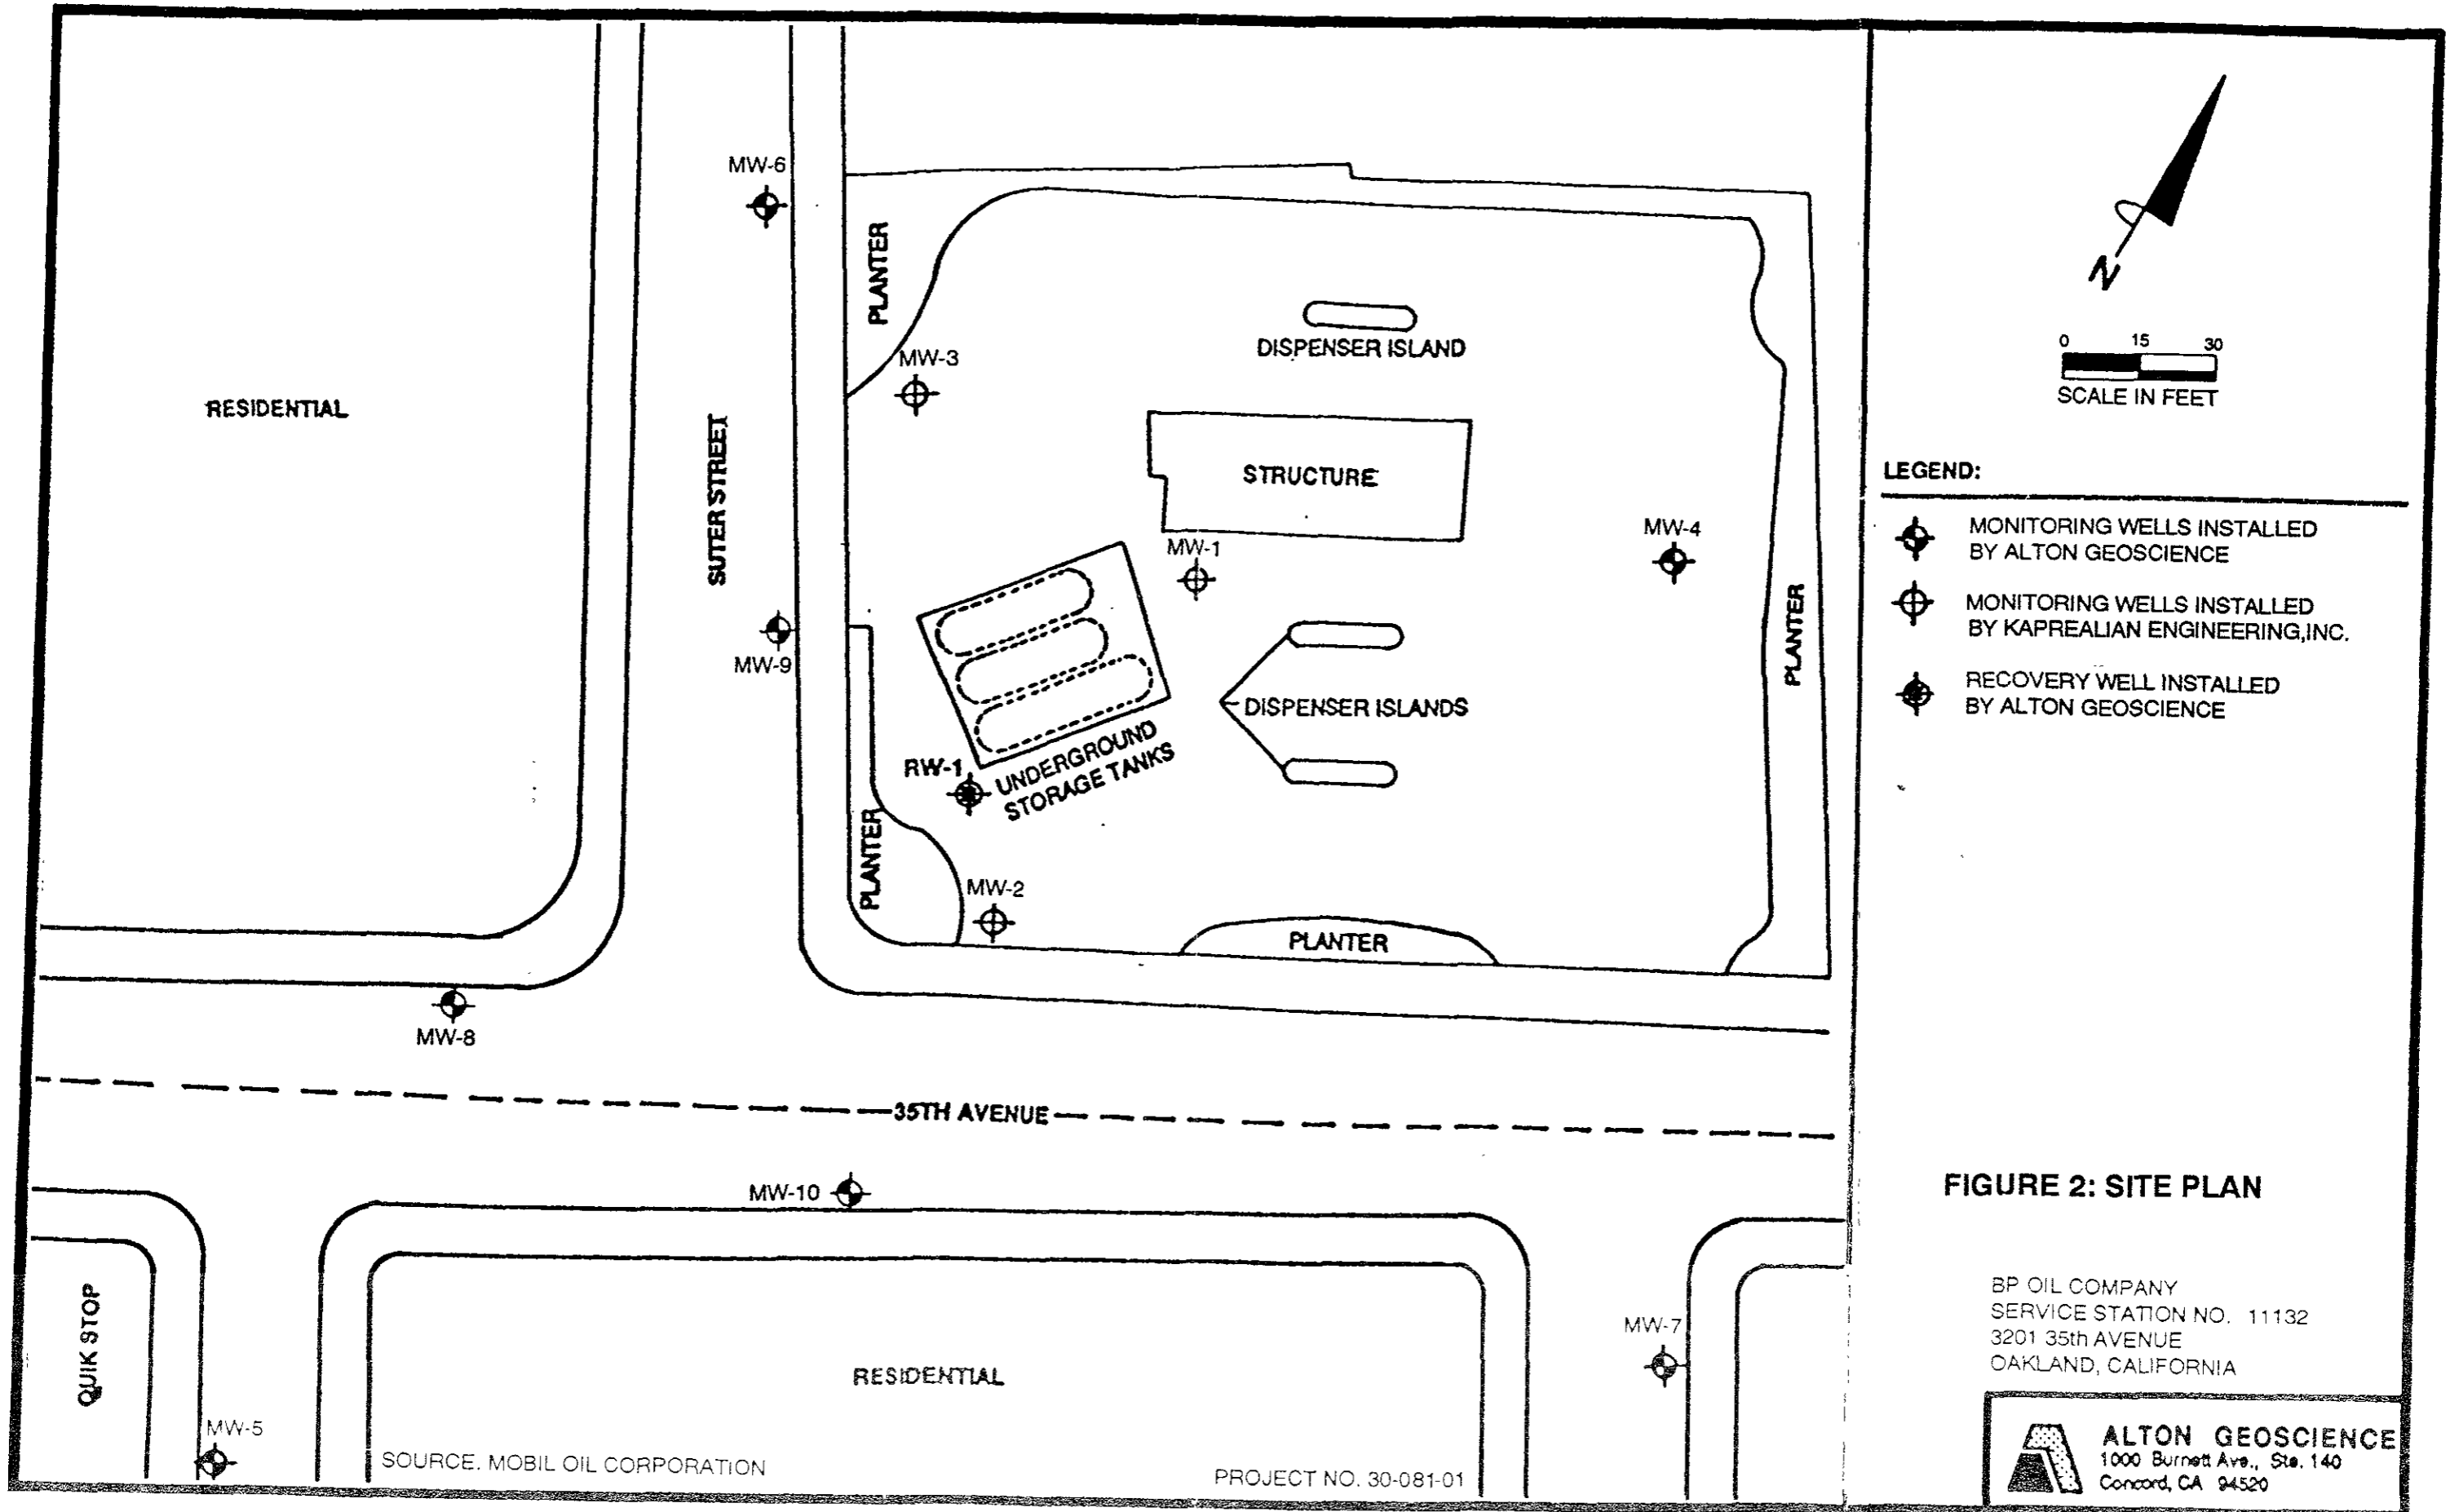 MW-6
PLANTER
MW-3
DISPENSER ISLAND
RESIDENTIAL
SUTER STREET
STRUCTURE
MW-1
MW-4
MW-9
PLANTER
DISPENSER ISLANDS
UNDERGROUND
STORAGE TANKS
RW-1
PLANTER
MW-2
PLANTER
MW-8
35TH AVENUE
MW-10
QUIK STOP
RESIDENTIAL
MW-7
MW-5
SOURCE. MOBIL OIL CORPORATION
PROJECT NO. 30-081-01
N
0 15 30
SCALE IN FEET
LEGEND:
MONITORING WELLS INSTALLED
BY ALTON GEOSCIENCE
MONITORING WELLS INSTALLED
BY KAPREALIAN ENGINEERING,INC.
RECOVERY WELL INSTALLED
BY ALTON GEOSCIENCE
FIGURE 2: SITE PLAN
BP OIL COMPANY
SERVICE STATION NO. 11132
3201 35th AVENUE
OAKLAND, CALIFORNIA
ALTON GEOSCIENCE
1000 Burnett Ave., Ste. 140
Concord, CA 94520